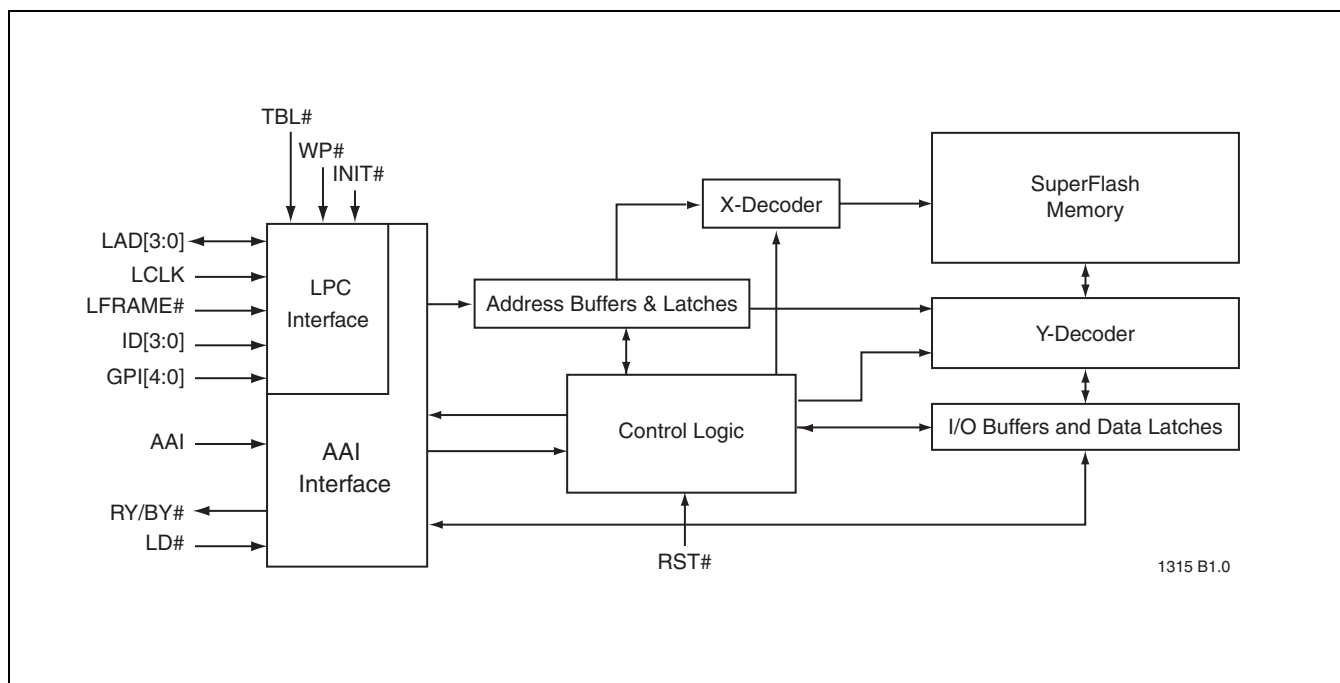 TBL#
WP#
INIT#
LAD[3:0]
LCLK
LFRAME#
ID[3:0]
GPI[4:0]
AAI
RY/BY#
LD#
LPC
Interface
AAI
Interface
Address Buffers & Latches
X-Decoder
Control Logic
RST#
SuperFlash
Memory
Y-Decoder
I/O Buffers and Data Latches
1315 B1.0